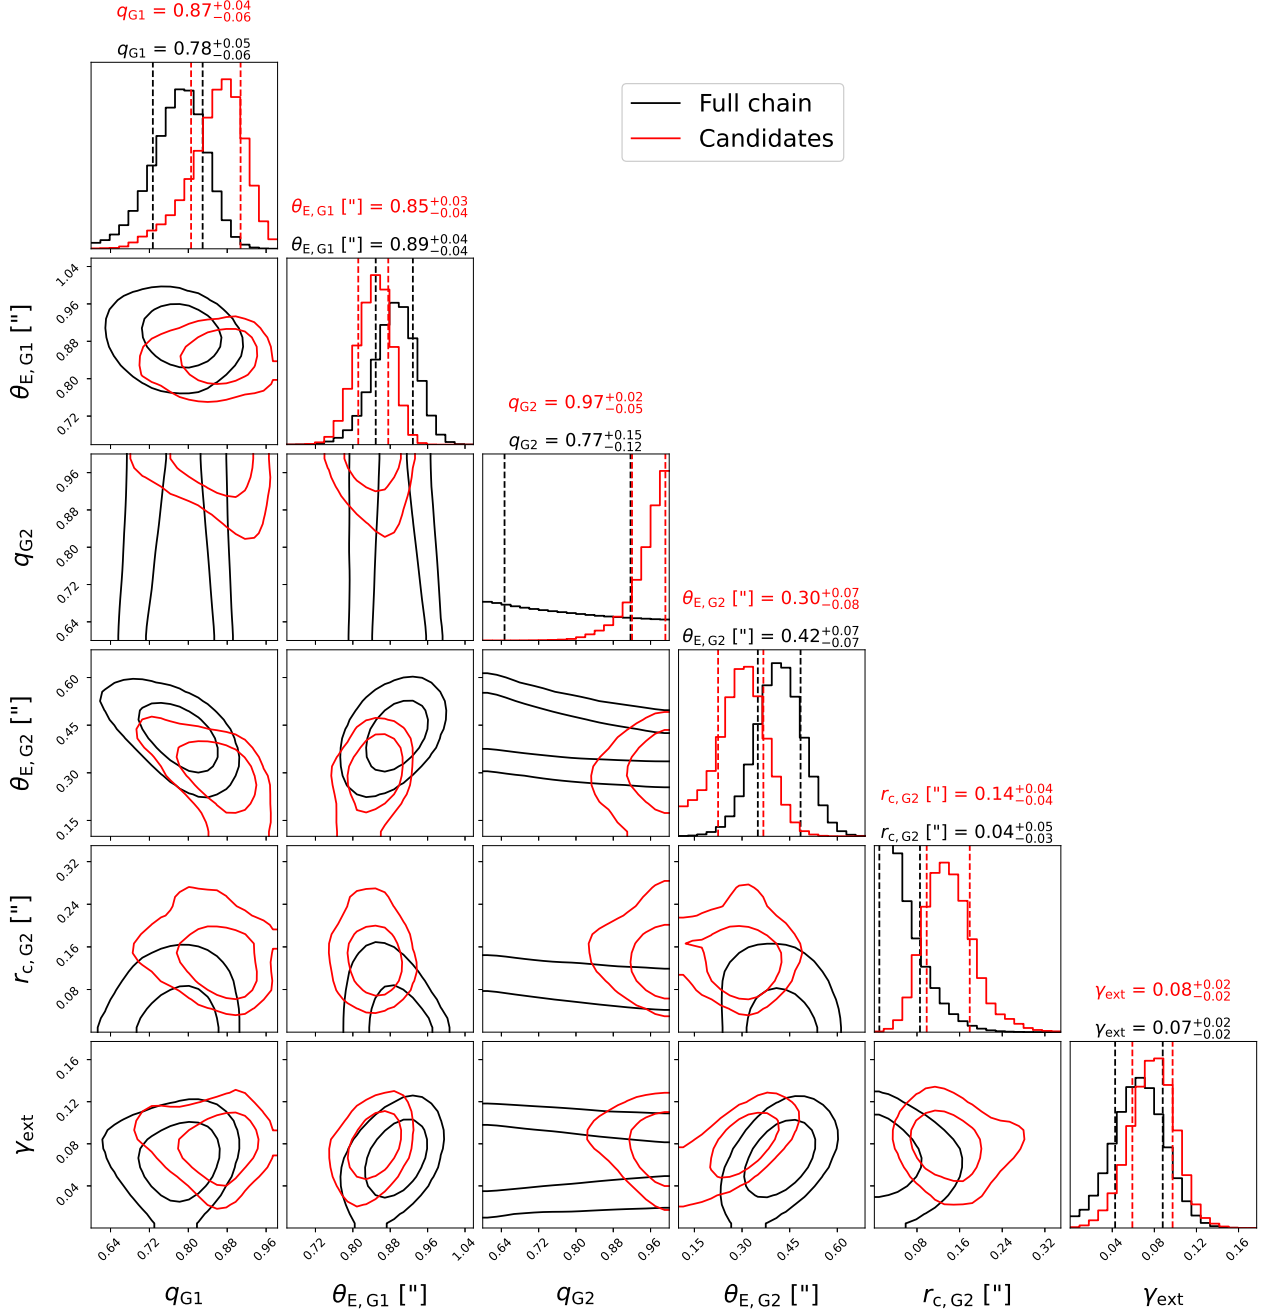 q_G1 = 0.87^{+0.04}_{−0.06}
q_G1 = 0.78^{+0.05}_{−0.06}
Full chain
Candidates
θ_E, G1 ["] = 0.85^{+0.03}_{−0.04}
θ_E, G1 ["] = 0.89^{+0.04}_{−0.04}
θ_E, G1 ["]
1.04
0.96
0.88
0.80
0.72
q_G2 = 0.97^{+0.02}_{−0.05}
q_G2 = 0.77^{+0.15}_{−0.12}
q_G2
0.96
0.88
0.80
0.72
0.64
θ_E, G2 ["] = 0.30^{+0.07}_{−0.08}
θ_E, G2 ["] = 0.42^{+0.07}_{−0.07}
θ_E, G2 ["]
0.60
0.45
0.30
0.15
r_c, G2 ["] = 0.14^{+0.04}_{−0.04}
r_c, G2 ["] = 0.04^{+0.05}_{−0.03}
r_c, G2 ["]
0.32
0.24
0.16
0.08
γ_ext = 0.08^{+0.02}_{−0.02}
γ_ext = 0.07^{+0.02}_{−0.02}
γ_ext
0.16
0.12
0.08
0.04
0.64 0.72 0.80 0.88 0.96
0.72 0.80 0.88 0.96 1.04
0.64 0.72 0.80 0.88 0.96
0.15 0.30 0.45 0.60
0.08 0.16 0.24 0.32
0.04 0.08 0.12 0.16
q_G1
θ_E, G1 ["]
q_G2
θ_E, G2 ["]
r_c, G2 ["]
γ_ext